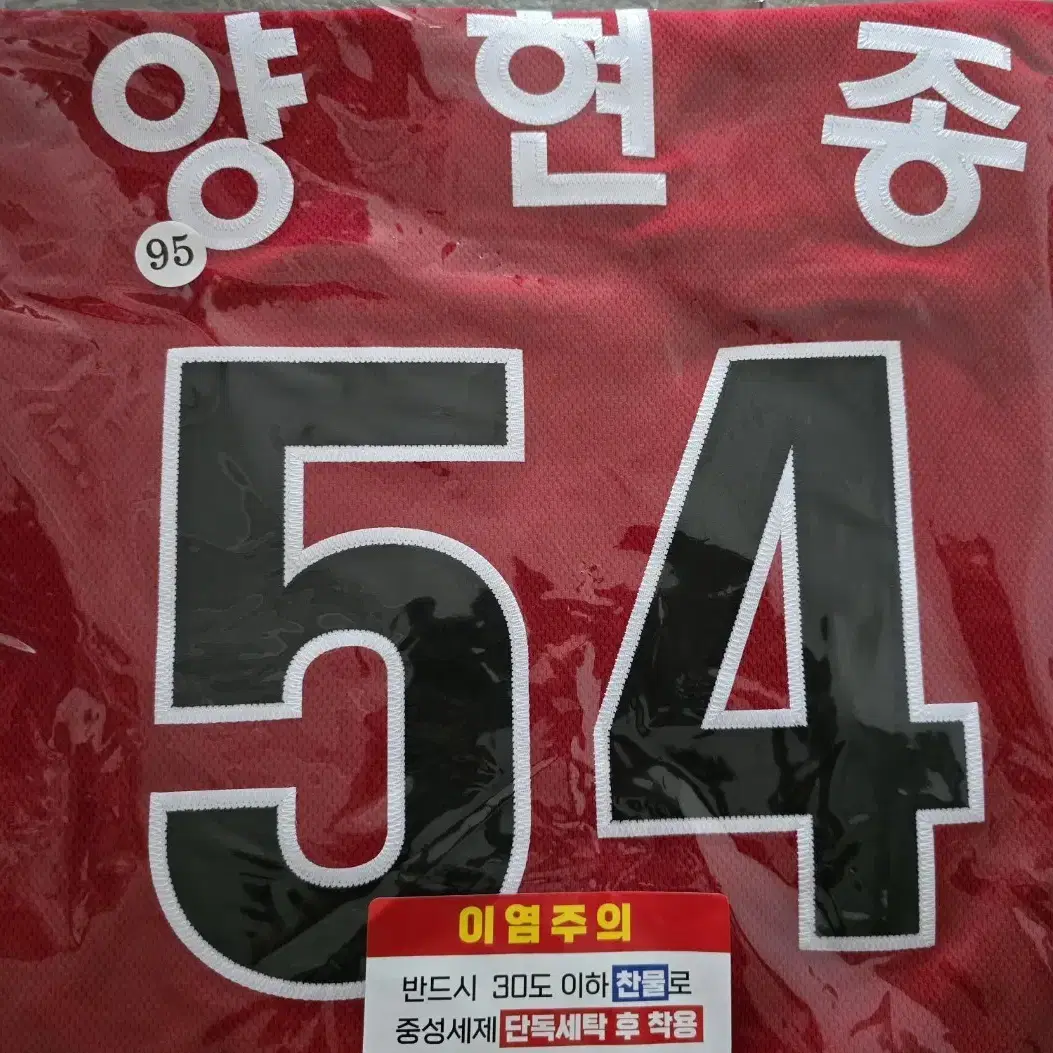 양현종
95
54
이염주의
반드시 30도 이하 찬물로
중성세제 단독세탁 후 착용